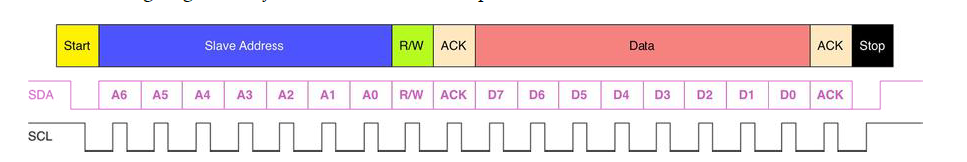 Start Slave Address R/W ACK Data ACK Stop
SDA A6 A5 A4 A3 A2 A1 A0 R/W ACK D7 D6 D5 D4 D3 D2 D1 D0 ACK
SCL